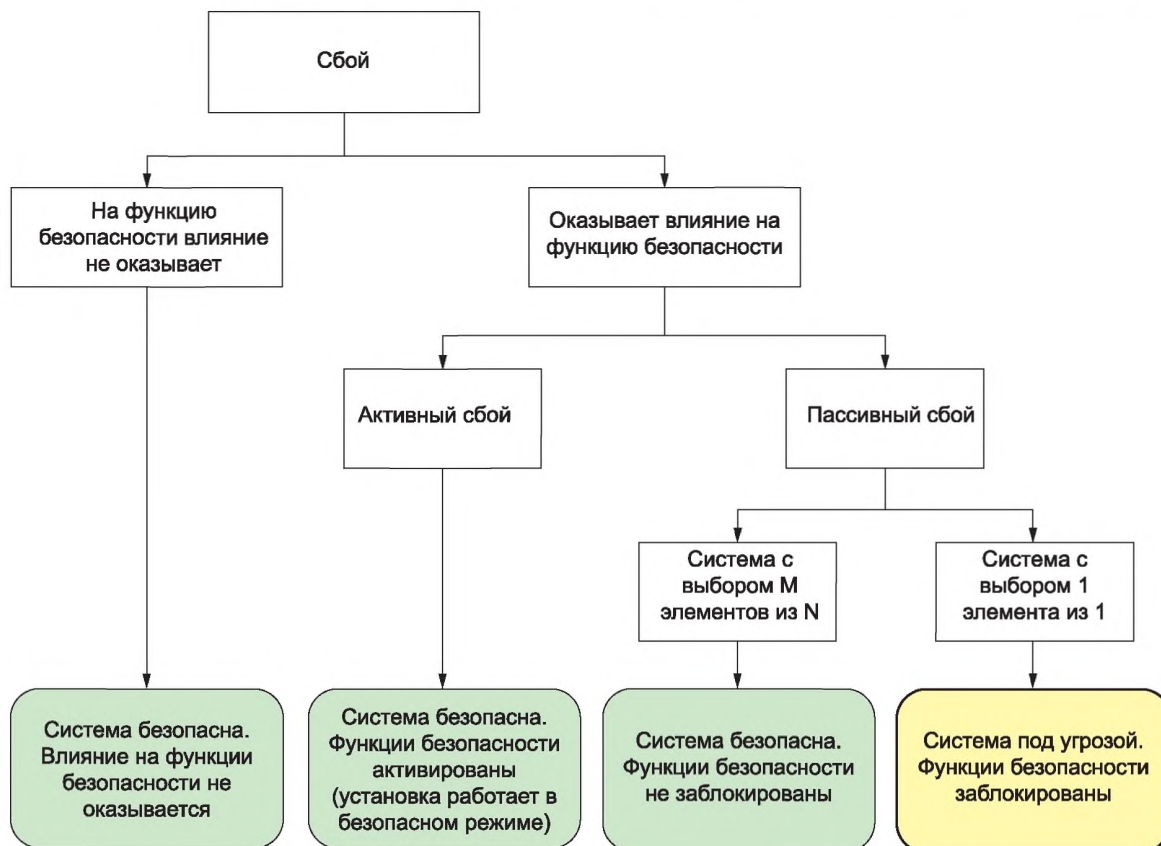 Сбой
На функцию
безопасности влияние
не оказывает
Оказывает влияние на
функцию безопасности
Активный сбой
Пассивный сбой
Система с
выбором M
элементов из N
Система с
выбором 1
элемента из 1
Система безопасна.
Влияние на функции
безопасности не
оказывается
Система безопасна.
Функции безопасности
активированы
(установка работает в
безопасном режиме)
Система безопасна.
Функции безопасности
не заблокированы
Система под угрозой.
Функции безопасности
заблокированы